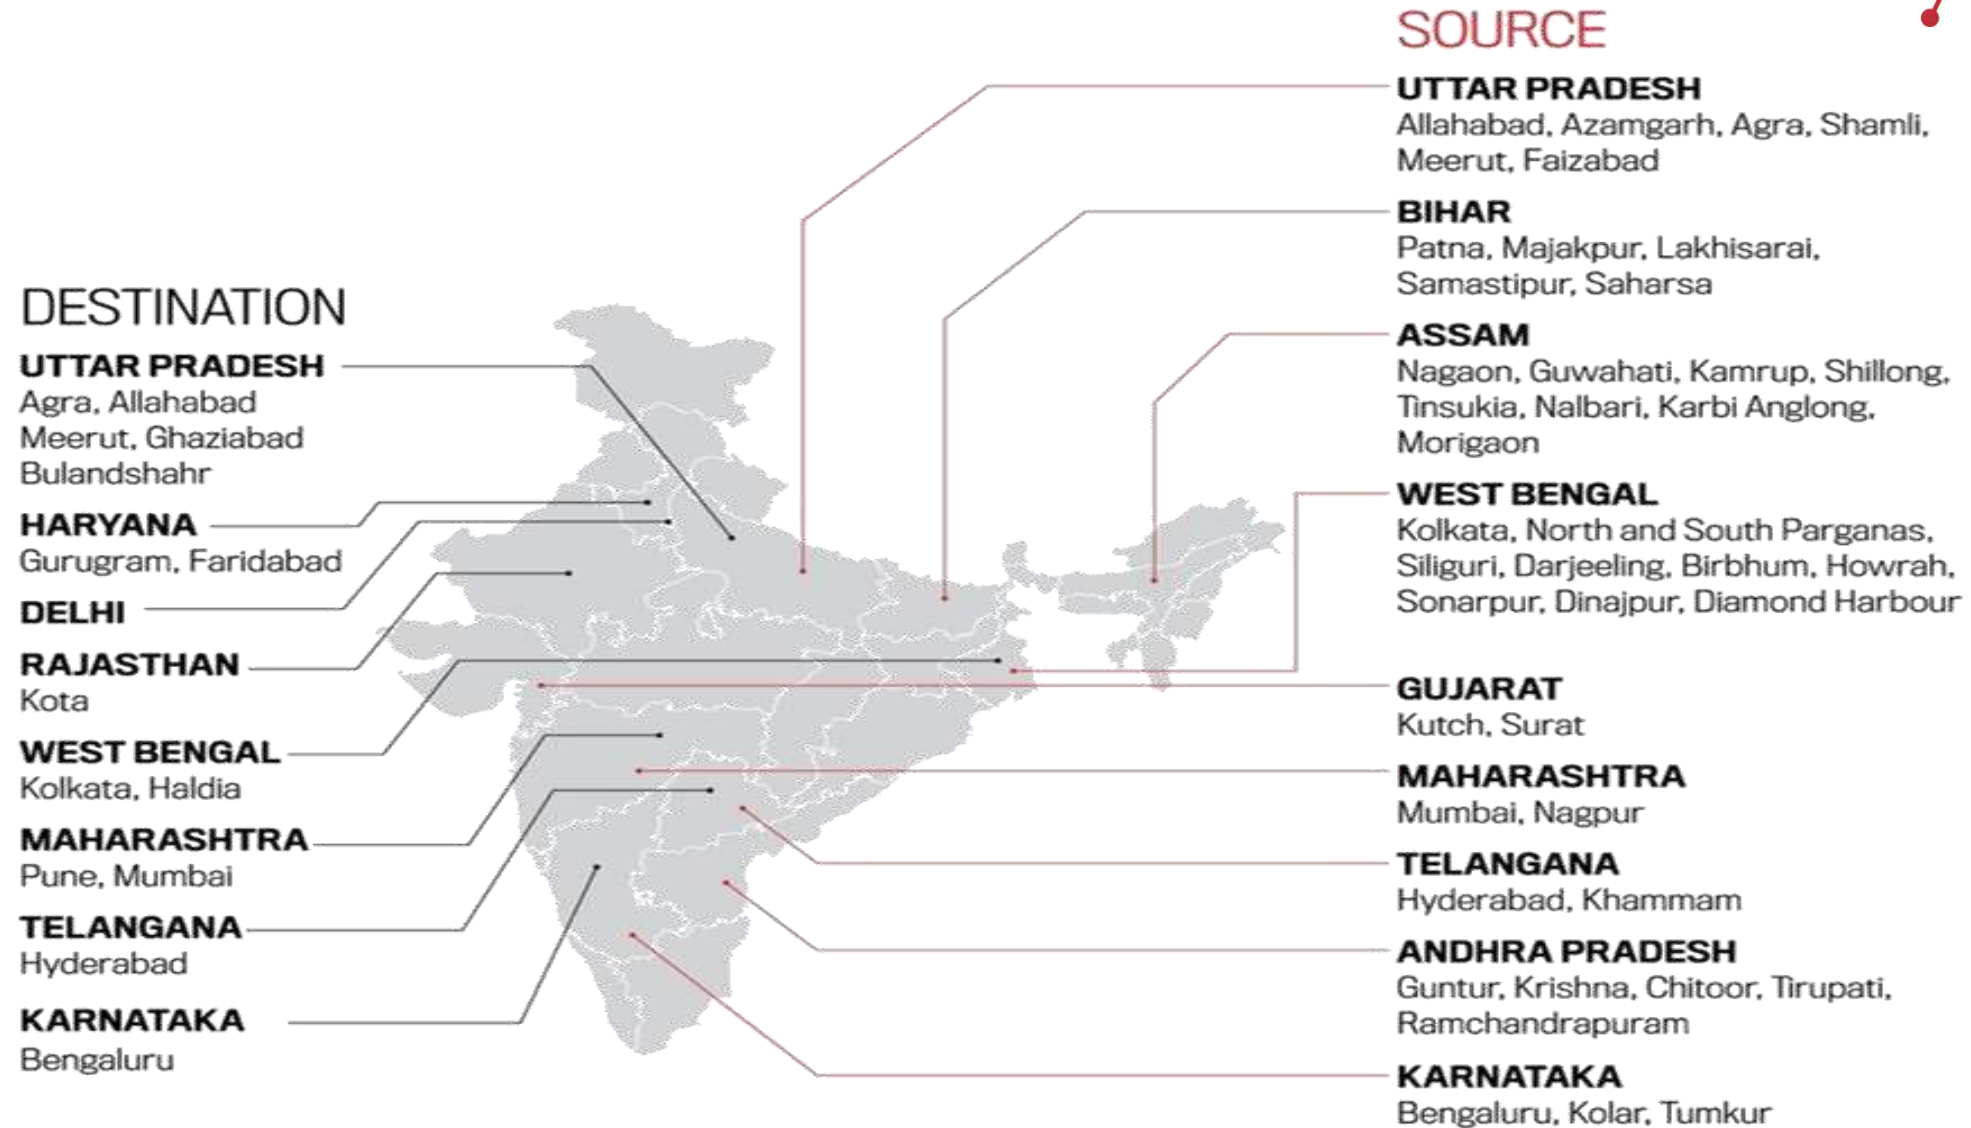 SOURCE
UTTAR PRADESH
Allahabad, Azamgarh, Agra, Shamli,
Meerut, Faizabad
BIHAR
Patna, Majakpur, Lakhisarai,
Samastipur, Saharsa
ASSAM
Nagaon, Guwahati, Kamrup, Shillong,
Tinsukia, Nalbari, Karbi Anglong,
Morigaon
WEST BENGAL
Kolkata, North and South Parganas,
Siliguri, Darjeeling, Birbhum, Howrah,
Sonarpur, Dinajpur, Diamond Harbour
GUJARAT
Kutch, Surat
MAHARASHTRA
Mumbai, Nagpur
TELANGANA
Hyderabad, Khammam
ANDHRA PRADESH
Guntur, Krishna, Chitoor, Tirupati,
Ramchandrapuram
KARNATAKA
Bengaluru, Kolar, Tumkur
DESTINATION
UTTAR PRADESH
Agra, Allahabad
Meerut, Ghaziabad
Bulandshahr
HARYANA
Gurugram, Faridabad
DELHI
RAJASTHAN
Kota
WEST BENGAL
Kolkata, Haldia
MAHARASHTRA
Pune, Mumbai
TELANGANA
Hyderabad
KARNATAKA
Bengaluru